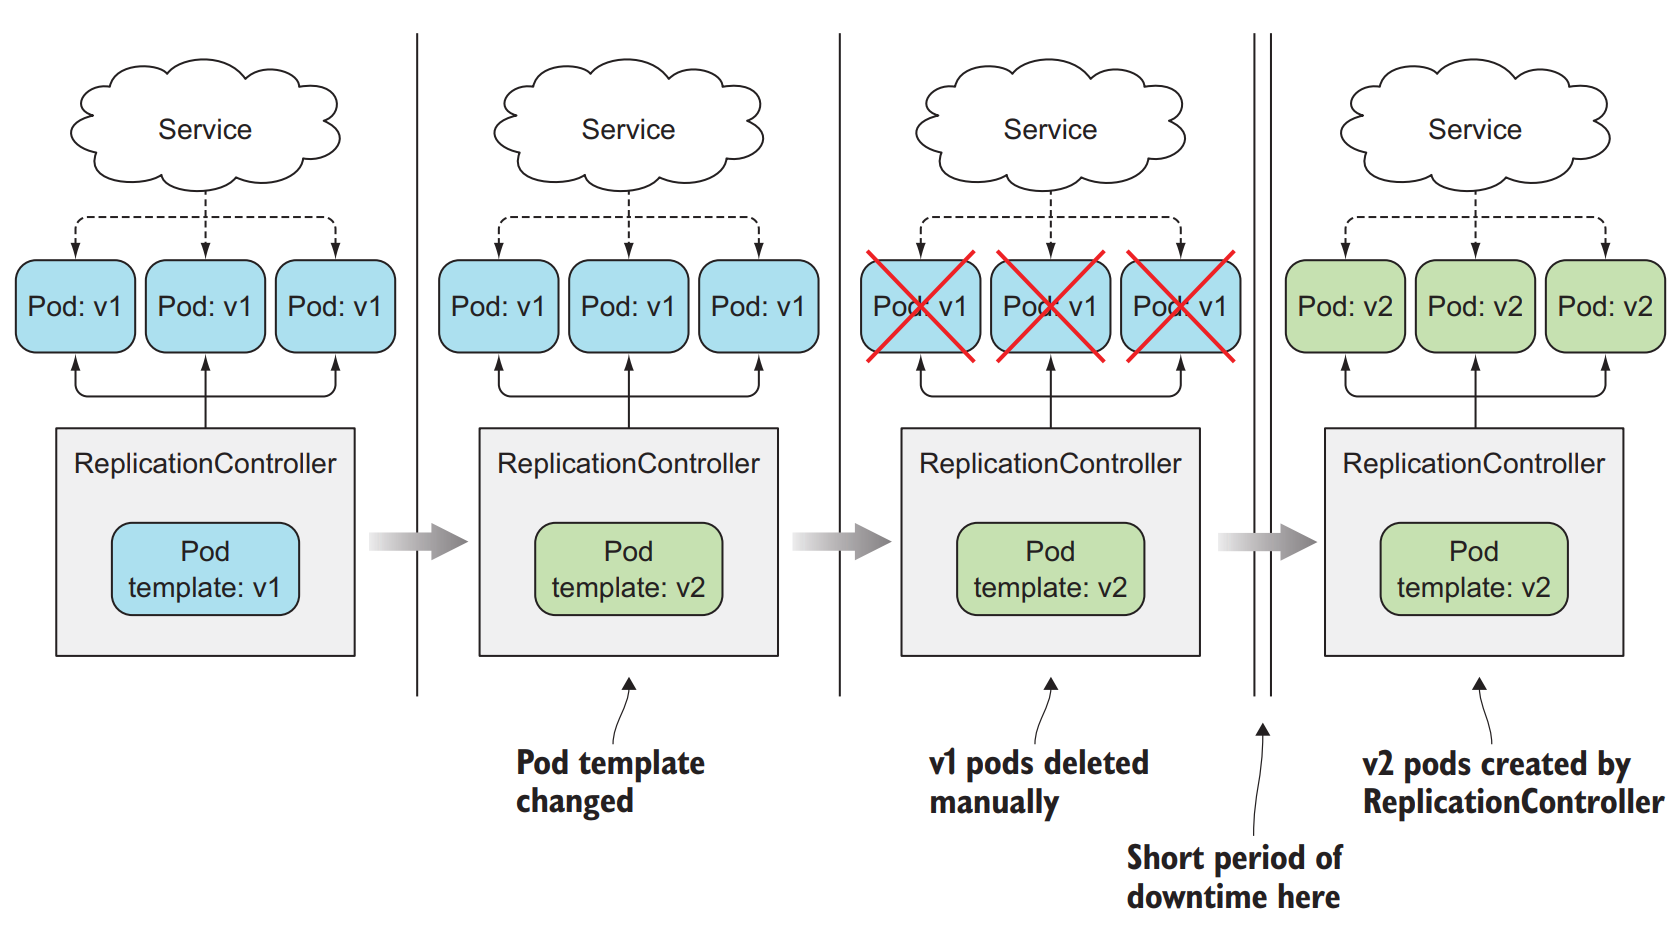 Service
Pod: v1 Pod: v1 Pod: v1
ReplicationController
Pod
template: v1
Service
Pod: v1 Pod: v1 Pod: v1
ReplicationController
Pod
template: v2
Pod template
changed
Service
Pod: v1 Pod: v1 Pod: v1
ReplicationController
Pod
template: v2
v1 pods deleted
manually
Short period of
downtime here
Service
Pod: v2 Pod: v2 Pod: v2
ReplicationController
Pod
template: v2
v2 pods created by
ReplicationController